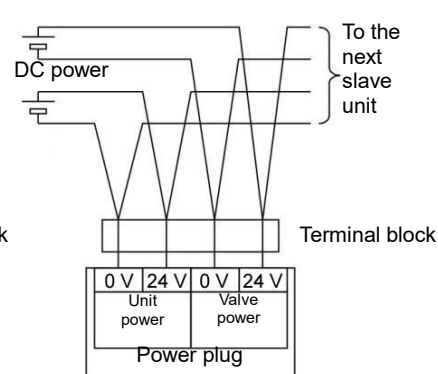 To the
next
slave
unit
DC power
k
Terminal block
0 V 24 V 0 V 24 V
Unit
power
Valve
power
Power plug